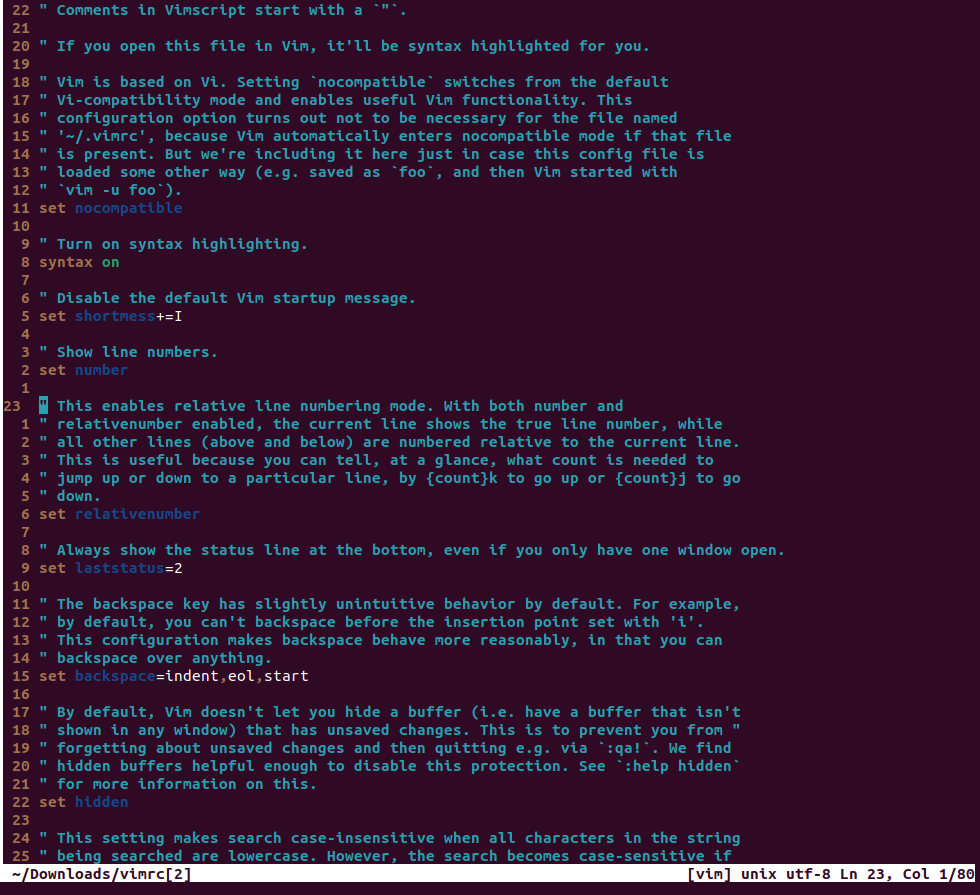 22 " Comments in Vimscript start with a `"`.
21
20 " If you open this file in Vim, it'll be syntax highlighted for you.
19
18 " Vim is based on Vi. Setting `nocompatible` switches from the default
17 " Vi-compatibility mode and enables useful Vim functionality. This
16 " configuration option turns out not to be necessary for the file named
15 " '~/.vimrc', because Vim automatically enters nocompatible mode if that file
14 " is present. But we're including it here just in case this config file is
13 " loaded some other way (e.g. saved as `foo`, and then Vim started with
12 " `vim -u foo`).
11 set nocompatible
10
9 " Turn on syntax highlighting.
8 syntax on
7
6 " Disable the default Vim startup message.
5 set shortmess+=I
4
3 " Show line numbers.
2 set number
1
23 " This enables relative line numbering mode. With both number and
1 " relativenumber enabled, the current line shows the true line number, while
2 " all other lines (above and below) are numbered relative to the current line.
3 " This is useful because you can tell, at a glance, what count is needed to
4 " jump up or down to a particular line, by {count}k to go up or {count}j to go
5 " down.
6 set relativenumber
7
8 " Always show the status line at the bottom, even if you only have one window open.
9 set laststatus=2
10
11 " The backspace key has slightly unintuitive behavior by default. For example,
12 " by default, you can't backspace before the insertion point set with 'i'.
13 " This configuration makes backspace behave more reasonably, in that you can
14 " backspace over anything.
15 set backspace=indent,eol,start
16
17 " By default, Vim doesn't let you hide a buffer (i.e. have a buffer that isn't
18 " shown in any window) that has unsaved changes. This is to prevent you from "
19 " forgetting about unsaved changes and then quitting e.g. via `:qa!`. We find
20 " hidden buffers helpful enough to disable this protection. See `:help hidden`
21 " for more information on this.
22 set hidden
23
24 " This setting makes search case-insensitive when all characters in the string
25 " being searched are lowercase. However, the search becomes case-sensitive if
~/Downloads/vimrc[2] [vim] unix utf-8 Ln 23, Col 1/80